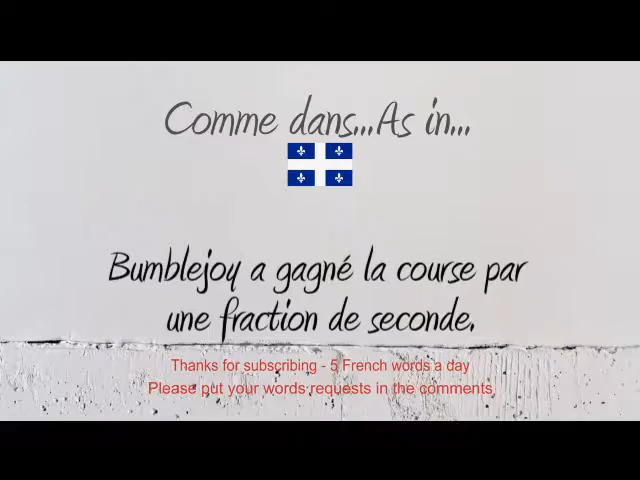 Comme dans...As in...
Bumblejoy a gagné la course par
une fraction de seconde.
Thanks for subscribing - 5 French words a day
Please put your words requests in the comments